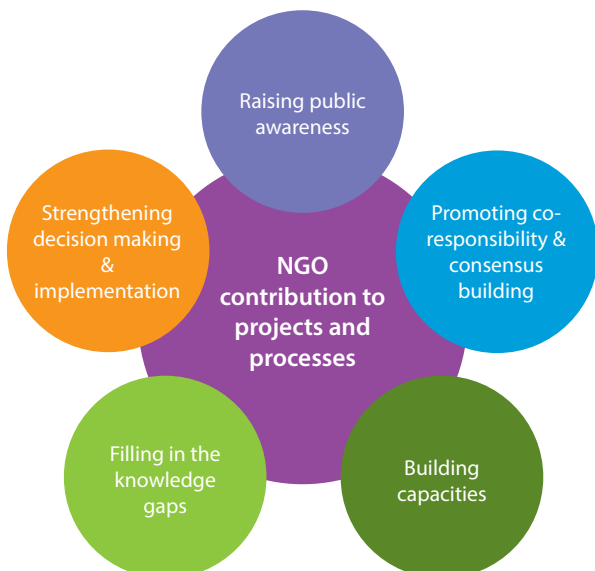 Raising public
awareness
Strengthening
decision making
&
implementation
NGO
contribution to
projects and
processes
Promoting co-
responsibility &
consensus
building
Filling in the
knowledge
gaps
Building
capacities